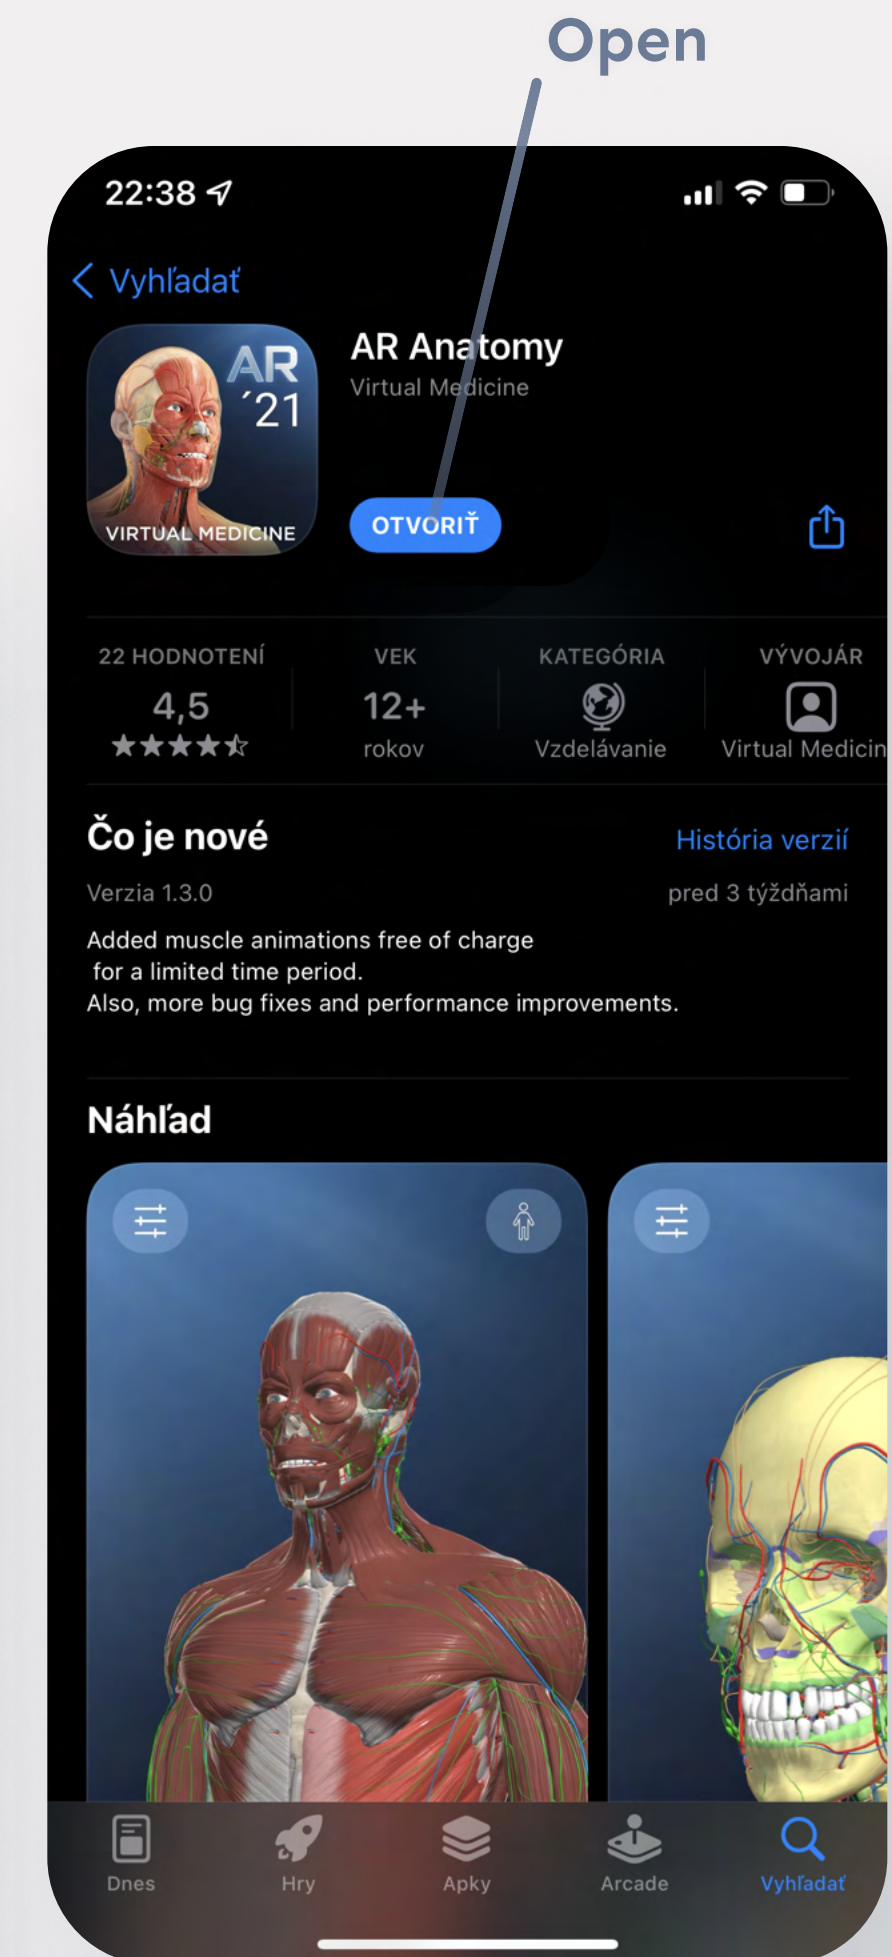 Open
22:38
Vyhľadať
AR
´21
VIRTUAL MEDICINE
AR Anatomy
Virtual Medicine
OTVORIŤ
22 HODNOTENÍ
4,5
VEK
12+
rokov
KATEGÓRIA
Vzdelávanie
VÝVOJÁR
Virtual Medicin
Čo je nové
História verzií
Verzia 1.3.0
pred 3 týždňami
Added muscle animations free of charge
for a limited time period.
Also, more bug fixes and performance improvements.
Náhľad
Dnes
Hry
Apky
Arcade
Vyhľadať